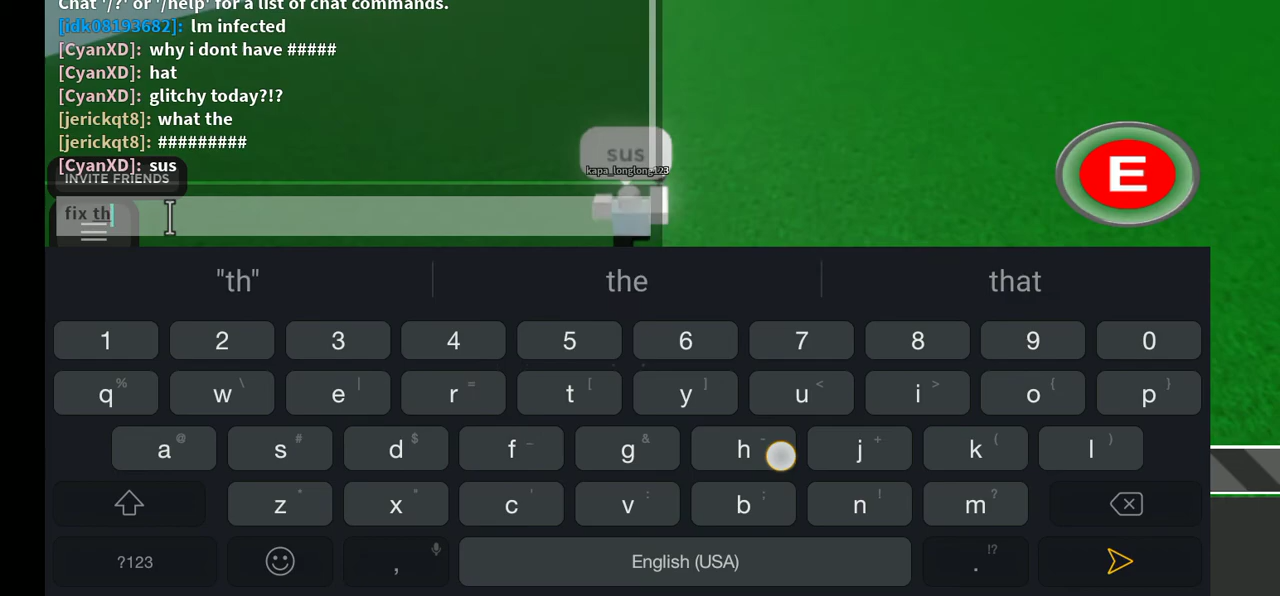 Chat '/?' or '/help' for a list of chat commands.
[idk08193682]: Im infected
[CyanXD]: why i dont have #####
[CyanXD]: hat
[CyanXD]: glitchy today?!?
[jerickqt8]: what the
[jerickqt8]: #########
[CyanXD]: sus
INVITE FRIENDS
sus
kapa_longlong123
E
fix th
"th" the that
1 2 3 4 5 6 7 8 9 0
q % w \ e | r = t [ y ] u < i > o { p }
a @ s # d $ f _ g & h - j + k ( l )
z * x " c ' v : b ; n ! m ?
?123 , English (USA) . !?